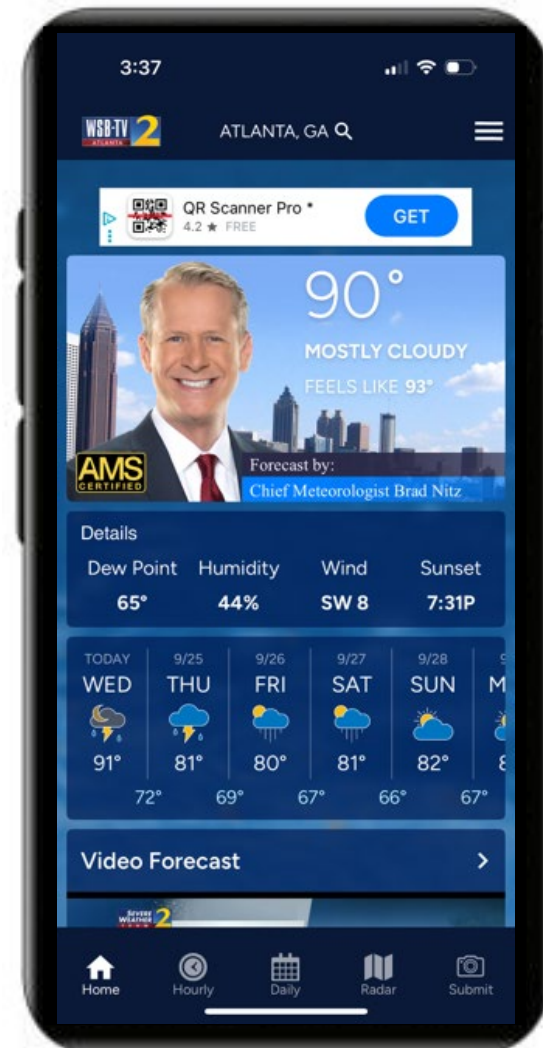 3:37
WSB-TV 2
ATLANTA
ATLANTA, GA
QR Scanner Pro *
4.2 ★ FREE
GET
90°
MOSTLY CLOUDY
FEELS LIKE 93°
AMS
CERTIFIED
Forecast by:
Chief Meteorologist Brad Nitz
Details
Dew Point Humidity Wind Sunset
65° 44% SW 8 7:31P
TODAY 9/25 9/26 9/27 9/28
WED THU FRI SAT SUN M
91° 81° 80° 81° 82° 8
72° 69° 67° 66° 67°
Video Forecast
SEVERE
WEATHER 2
Home Hourly Daily Radar Submit